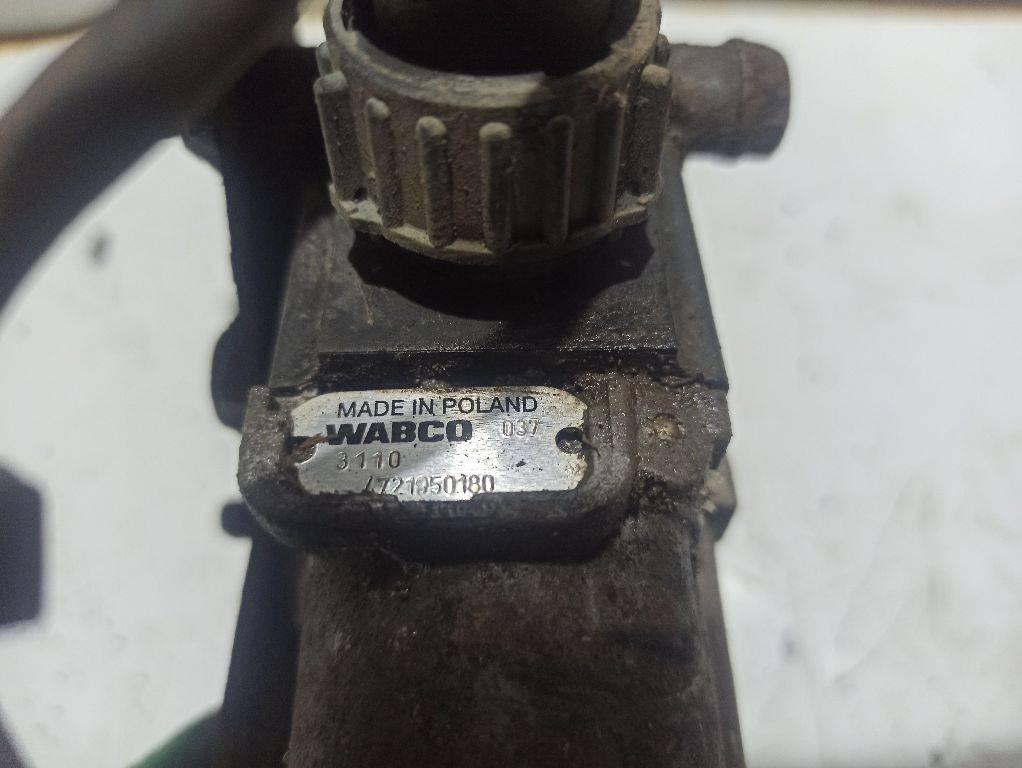 MADE IN POLAND
WABCO 037
3110
4721950180